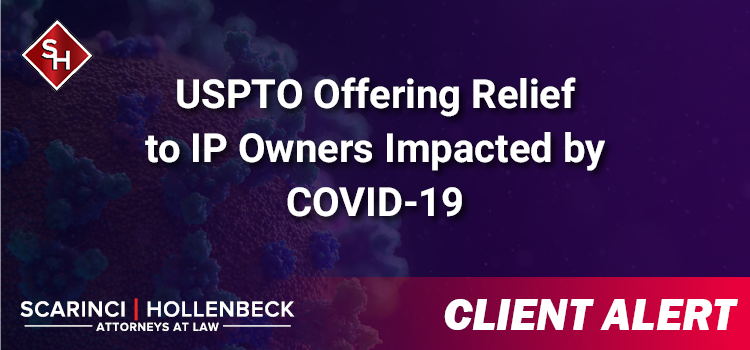 SH
USPTO Offering Relief
to IP Owners Impacted by
COVID-19
SCARINCI | HOLLENBECK
ATTORNEYS AT LAW
CLIENT ALERT